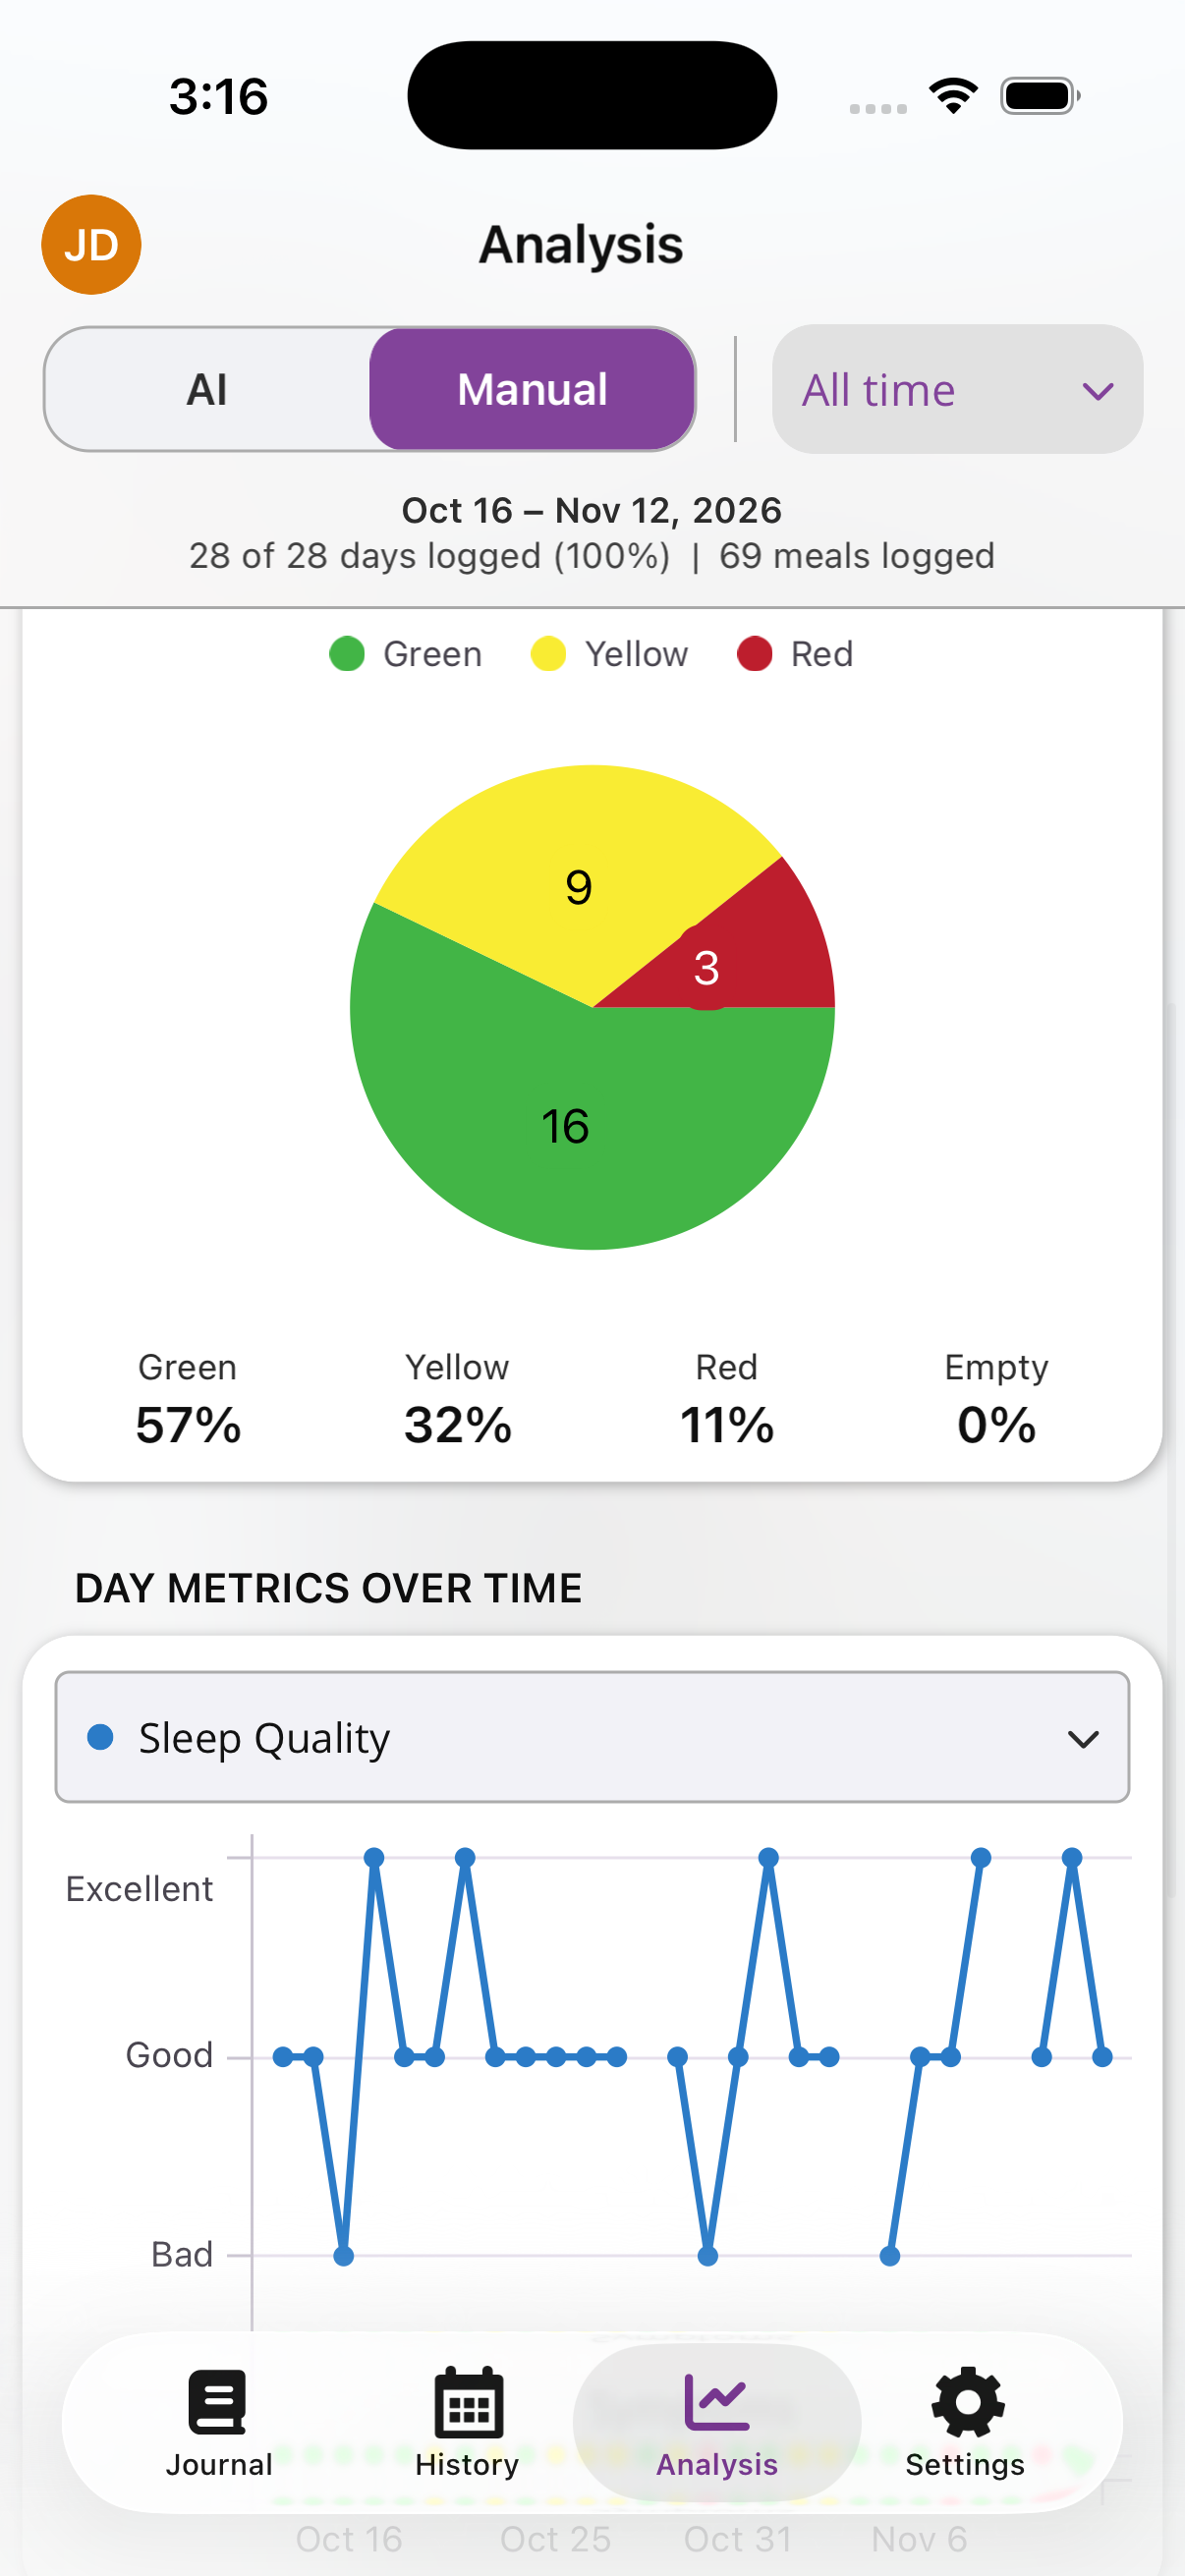 3:16
JD
Analysis
AI
Manual
All time
Oct 16 – Nov 12, 2026
28 of 28 days logged (100%) | 69 meals logged
Green
Yellow
Red
9
3
16
Green
Yellow
Red
Empty
57%
32%
11%
0%
DAY METRICS OVER TIME
Sleep Quality
Excellent
Good
Bad
Journal
History
Analysis
Settings
Oct 16
Oct 25
Oct 31
Nov 6